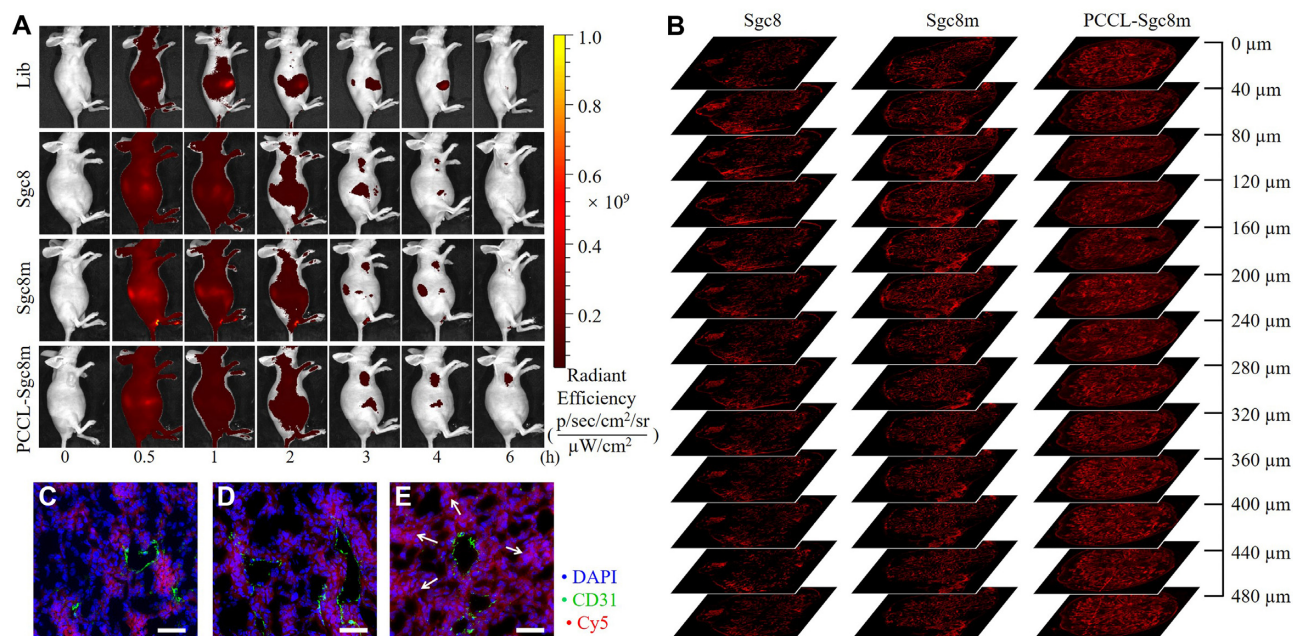 A
Lib
Sgc8
Sgc8m
PCCL-Sgc8m
0 0.5 1 2 3 4 6 (h)
1.0
0.8
0.6
× 10⁹
0.4
0.2
Radiant
Efficiency
( p/sec/cm²/sr )
µW/cm²
B
Sgc8 Sgc8m PCCL-Sgc8m
0 µm
40 µm
80 µm
120 µm
160 µm
200 µm
240 µm
280 µm
320 µm
360 µm
400 µm
440 µm
480 µm
C D E
• DAPI
• CD31
• Cy5